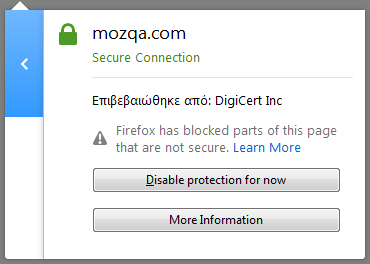 mozqa.com
Secure Connection
Επιβεβαιώθηκε από: DigiCert Inc
Firefox has blocked parts of this page
that are not secure. Learn More
Disable protection for now
More Information